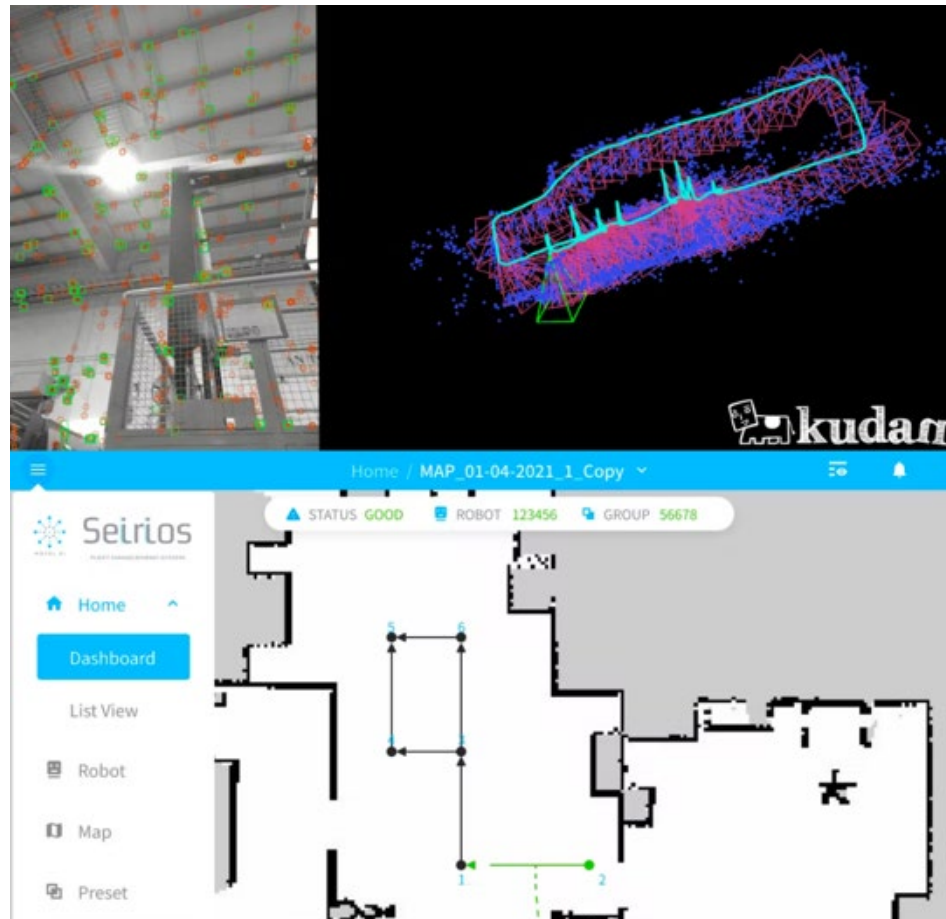 kudan
Home / MAP_01-04-2021_1_Copy
Seirios
STATUS GOOD ROBOT 123456 GROUP 56678
Home
Dashboard
List View
Robot
Map
Preset
5 6
4 3
1 2